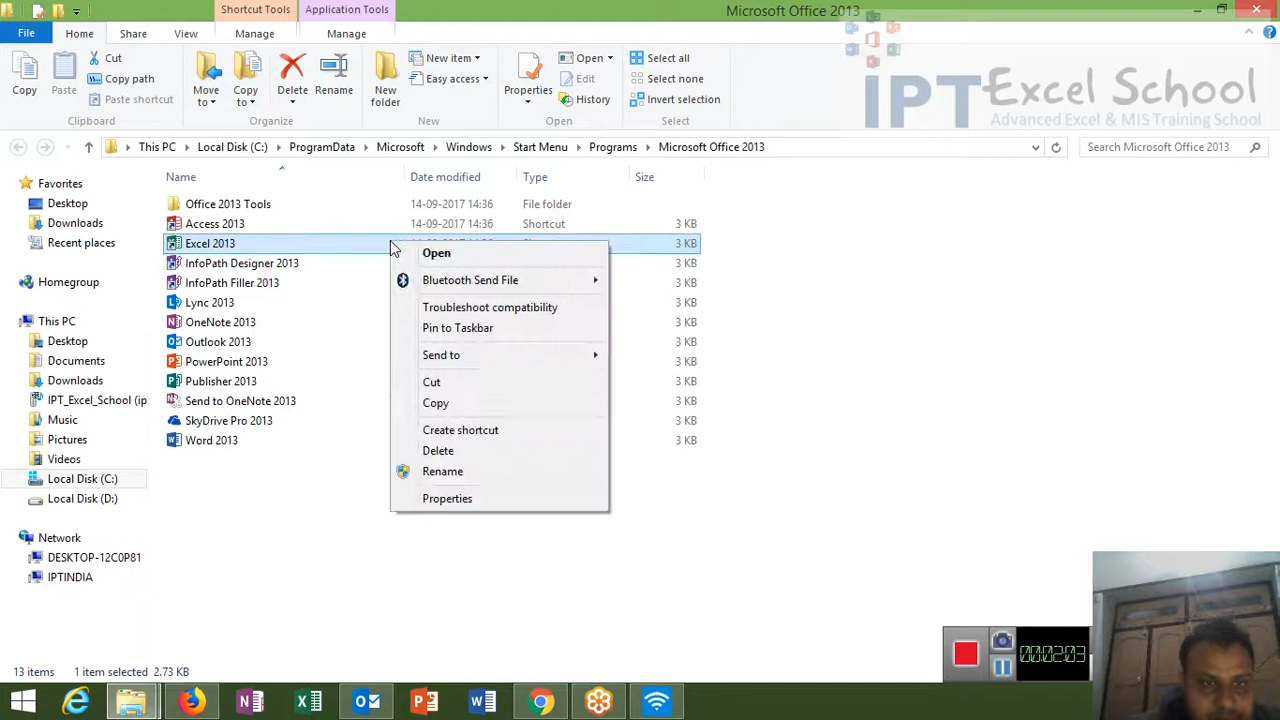 Shortcut Tools
Application Tools
Microsoft Office 2013
File
Home
Share
View
Manage
Manage
Copy
Paste
Cut
Copy path
Paste shortcut
Clipboard
Move to
Copy to
Delete
Rename
Organize
New folder
New item
Easy access
New
Properties
Open
Edit
History
Open
Select all
Select none
Invert selection
Select
IPT Excel School
Advanced Excel & MIS Training School
This PC
Local Disk (C:)
ProgramData
Microsoft
Windows
Start Menu
Programs
Microsoft Office 2013
Search Microsoft Office 2013
Name
Date modified
Type
Size
Favorites
Desktop
Downloads
Recent places
Homegroup
This PC
Desktop
Documents
Downloads
IPT_Excel_School (ip
Music
Pictures
Videos
Local Disk (C:)
Local Disk (D:)
Network
DESKTOP-12C0P81
IPTINDIA
Office 2013 Tools 14-09-2017 14:36 File folder
Access 2013 14-09-2017 14:36 Shortcut 3 KB
Excel 2013 3 KB
InfoPath Designer 2013 3 KB
InfoPath Filler 2013 3 KB
Lync 2013 3 KB
OneNote 2013 3 KB
Outlook 2013 3 KB
PowerPoint 2013 3 KB
Publisher 2013 3 KB
Send to OneNote 2013 3 KB
SkyDrive Pro 2013 3 KB
Word 2013 3 KB
Open
Bluetooth Send File
Troubleshoot compatibility
Pin to Taskbar
Send to
Cut
Copy
Create shortcut
Delete
Rename
Properties
00:02:03
13 items 1 item selected 2.73 KB